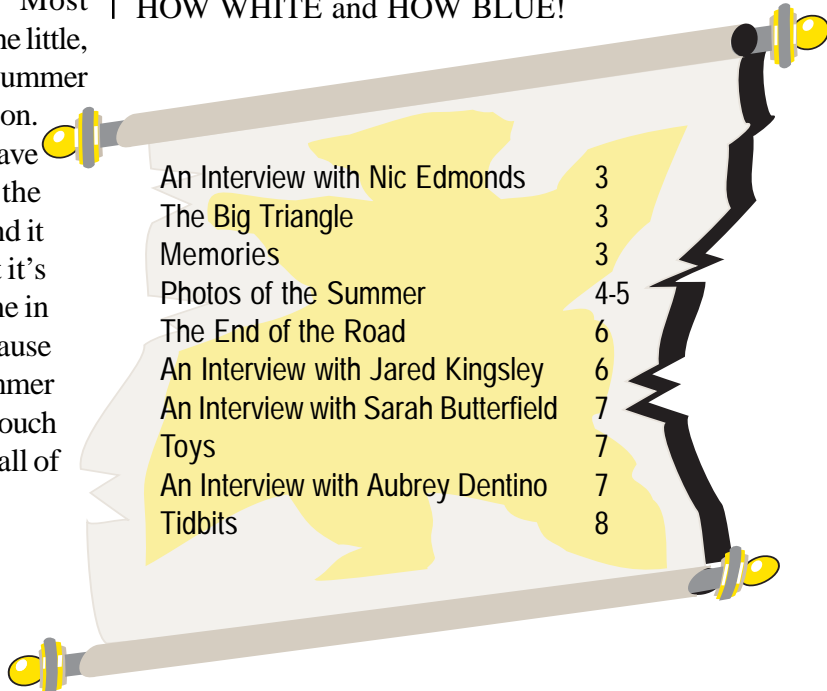 Most
ne little,
ummer
on.
ave
the
nd it
it's
ne in
ause
mmer
ouch
all of
HOW WHITE and HOW BLUE!
An Interview with Nic Edmonds 3
The Big Triangle 3
Memories 3
Photos of the Summer 4-5
The End of the Road 6
An Interview with Jared Kingsley 6
An Interview with Sarah Butterfield 7
Toys 7
An Interview with Aubrey Dentino 7
Tidbits 8